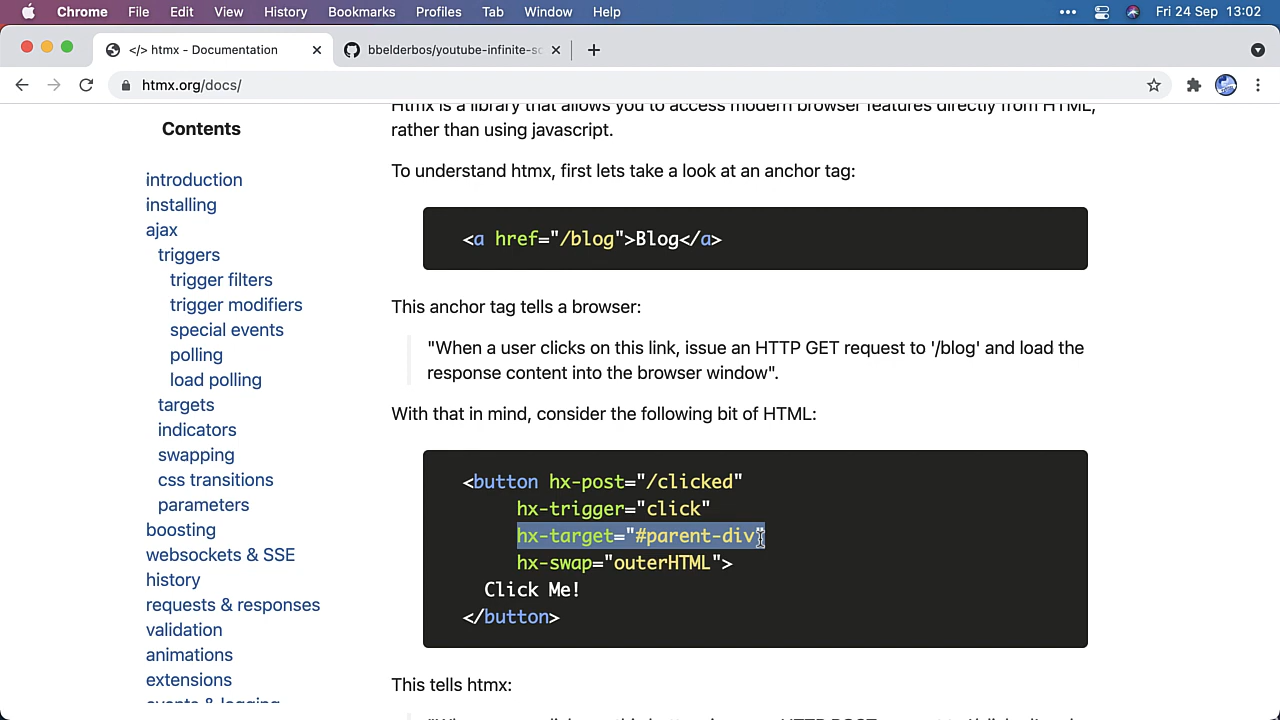 Chrome File Edit View History Bookmarks Profiles Tab Window Help Fri 24 Sep 13:02
</> htmx - Documentation
bbelderbos/youtube-infinite-sc
htmx.org/docs/
Contents
introduction
installing
ajax
triggers
trigger filters
trigger modifiers
special events
polling
load polling
targets
indicators
swapping
css transitions
parameters
boosting
websockets & SSE
history
requests & responses
validation
animations
extensions
events & logging
Htmx is a library that allows you to access modern browser features directly from HTML,
rather than using javascript.
To understand htmx, first lets take a look at an anchor tag:
<a href="/blog">Blog</a>
This anchor tag tells a browser:
"When a user clicks on this link, issue an HTTP GET request to '/blog' and load the
response content into the browser window".
With that in mind, consider the following bit of HTML:
<button hx-post="/clicked"
hx-trigger="click"
hx-target="#parent-div"
hx-swap="outerHTML">
Click Me!
</button>
This tells htmx: